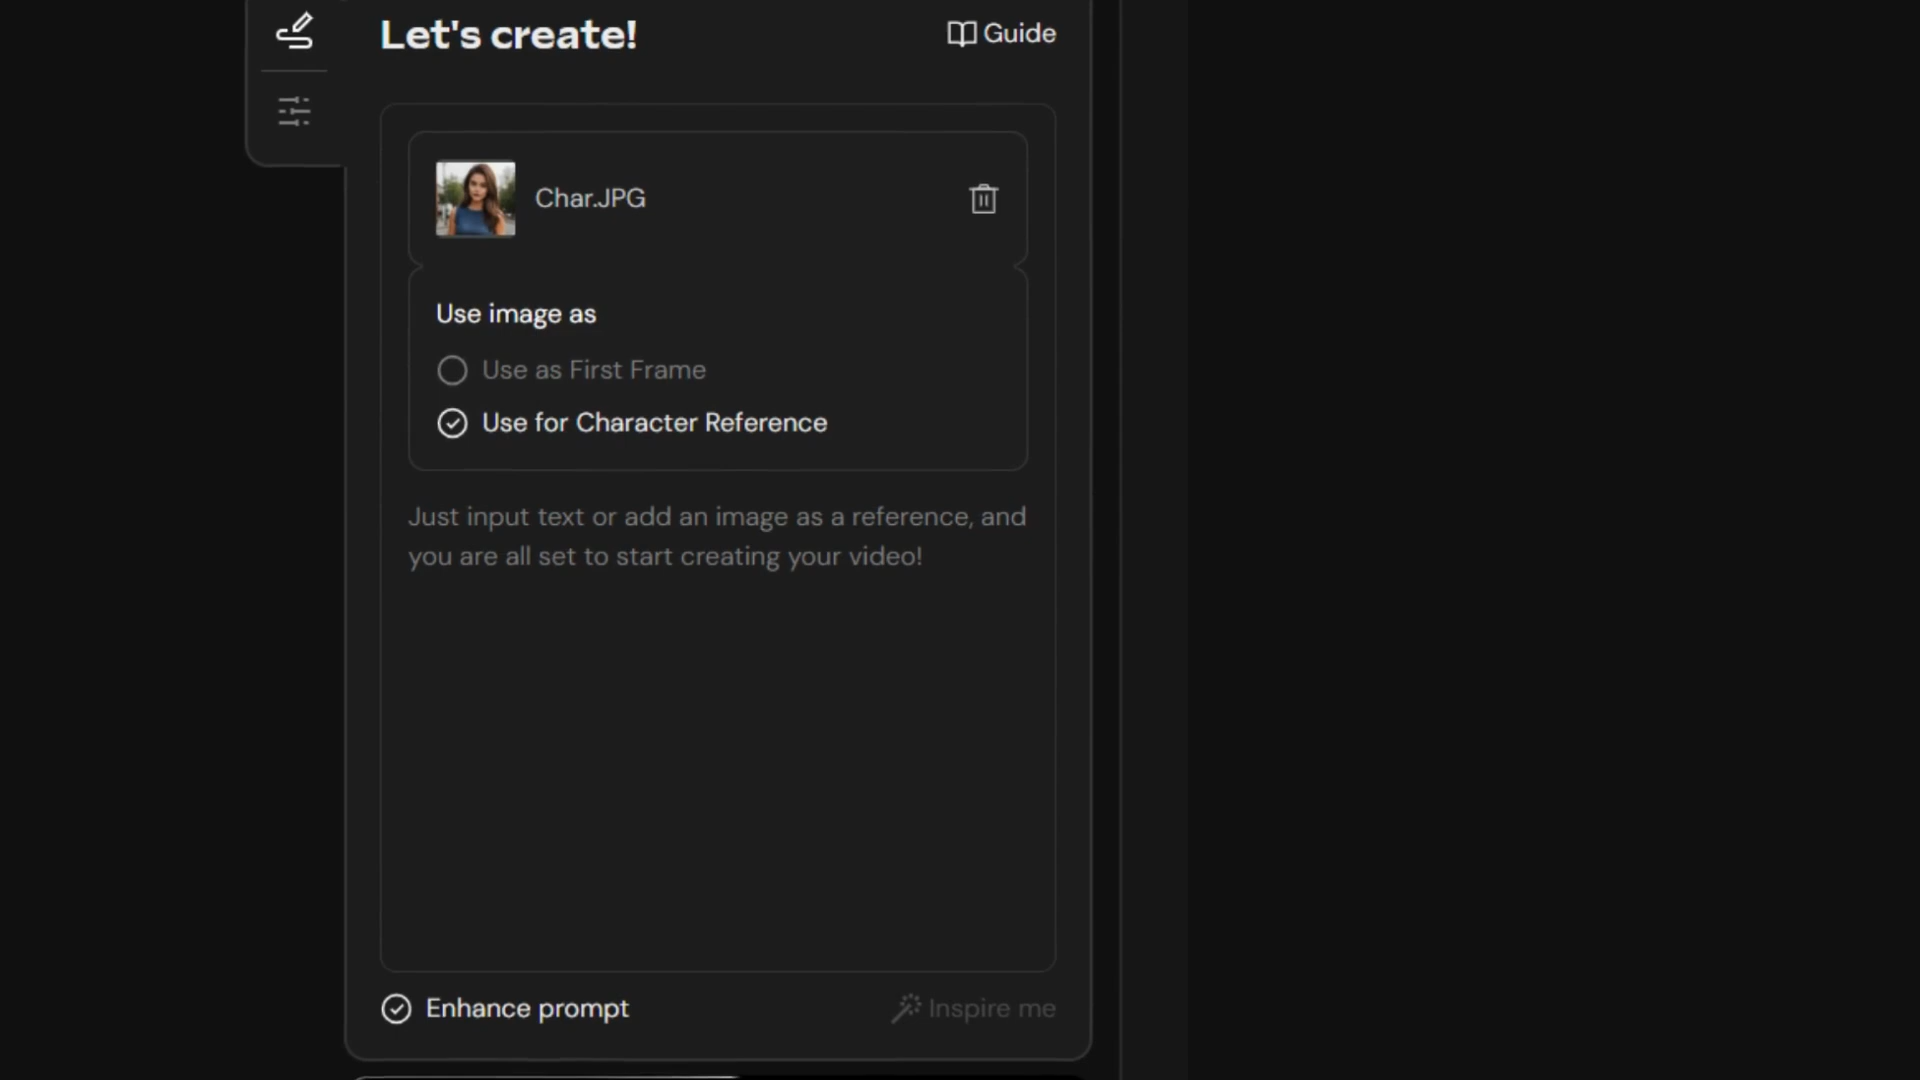 Let's create!
Guide
Char.JPG
Use image as
Use as First Frame
Use for Character Reference
Just input text or add an image as a reference, and
you are all set to start creating your video!
Enhance prompt
Inspire me